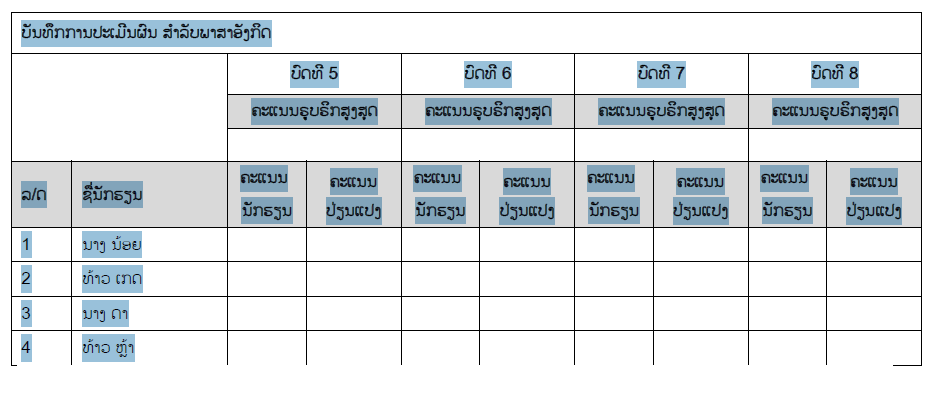 ບັນທຶກການປະເມີນຜົນ ສຳລັບພາສາອັງກິດ
ບົດທີ 5 ບົດທີ 6 ບົດທີ 7 ບົດທີ 8
ຄະແນນຣຸບຣິກສູງສຸດ ຄະແນນຣຸບຣິກສູງສຸດ ຄະແນນຣຸບຣິກສູງສຸດ ຄະແນນຣຸບຣິກສູງສຸດ
ລ/ດ ຊື່ນັກຮຽນ ຄະແນນ ຄະແນນ ຄະແນນ ຄະແນນ ຄະແນນ ຄະແນນ ຄະແນນ ຄະແນນ
ນັກຮຽນ ປ່ຽນແປງ ນັກຮຽນ ປ່ຽນແປງ ນັກຮຽນ ປ່ຽນແປງ ນັກຮຽນ ປ່ຽນແປງ
1 ນາງ ນ້ອຍ
2 ທ້າວ ເກດ
3 ນາງ ດາ
4 ທ້າວ ຫຼ້າ